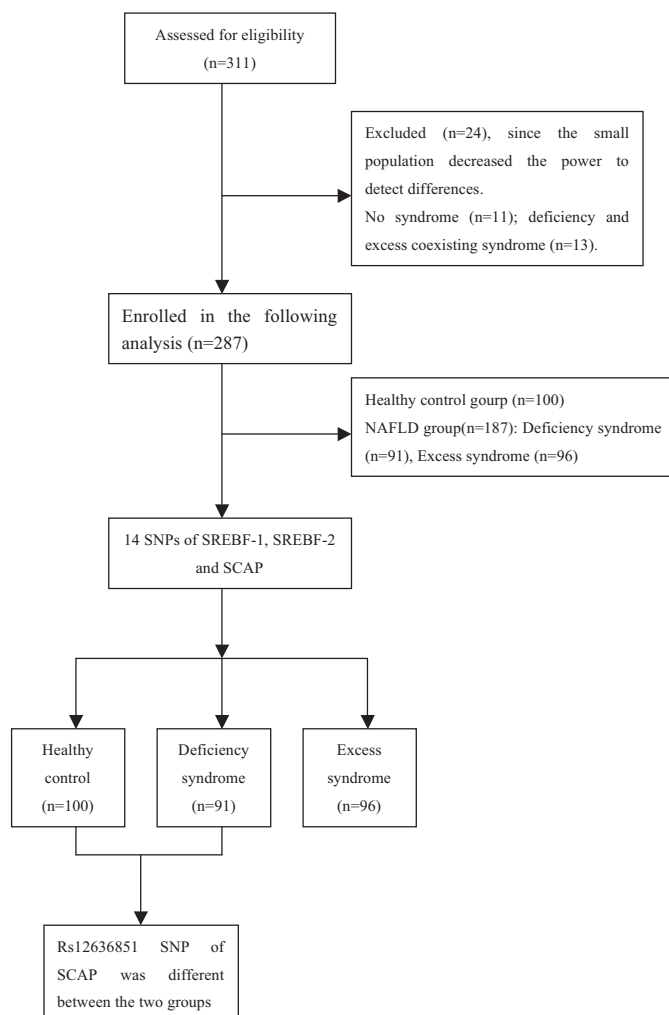 Assessed for eligibility
(n=311)
Excluded (n=24), since the small
population decreased the power to
detect differences.
No syndrome (n=11); deficiency and
excess coexisting syndrome (n=13).
Enrolled in the following
analysis (n=287)
Healthy control gourp (n=100)
NAFLD group(n=187): Deficiency syndrome
(n=91), Excess syndrome (n=96)
14 SNPs of SREBF-1, SREBF-2
and SCAP
Healthy
control
(n=100)
Deficiency
syndrome
(n=91)
Excess
syndrome
(n=96)
Rs12636851 SNP of
SCAP was different
between the two groups